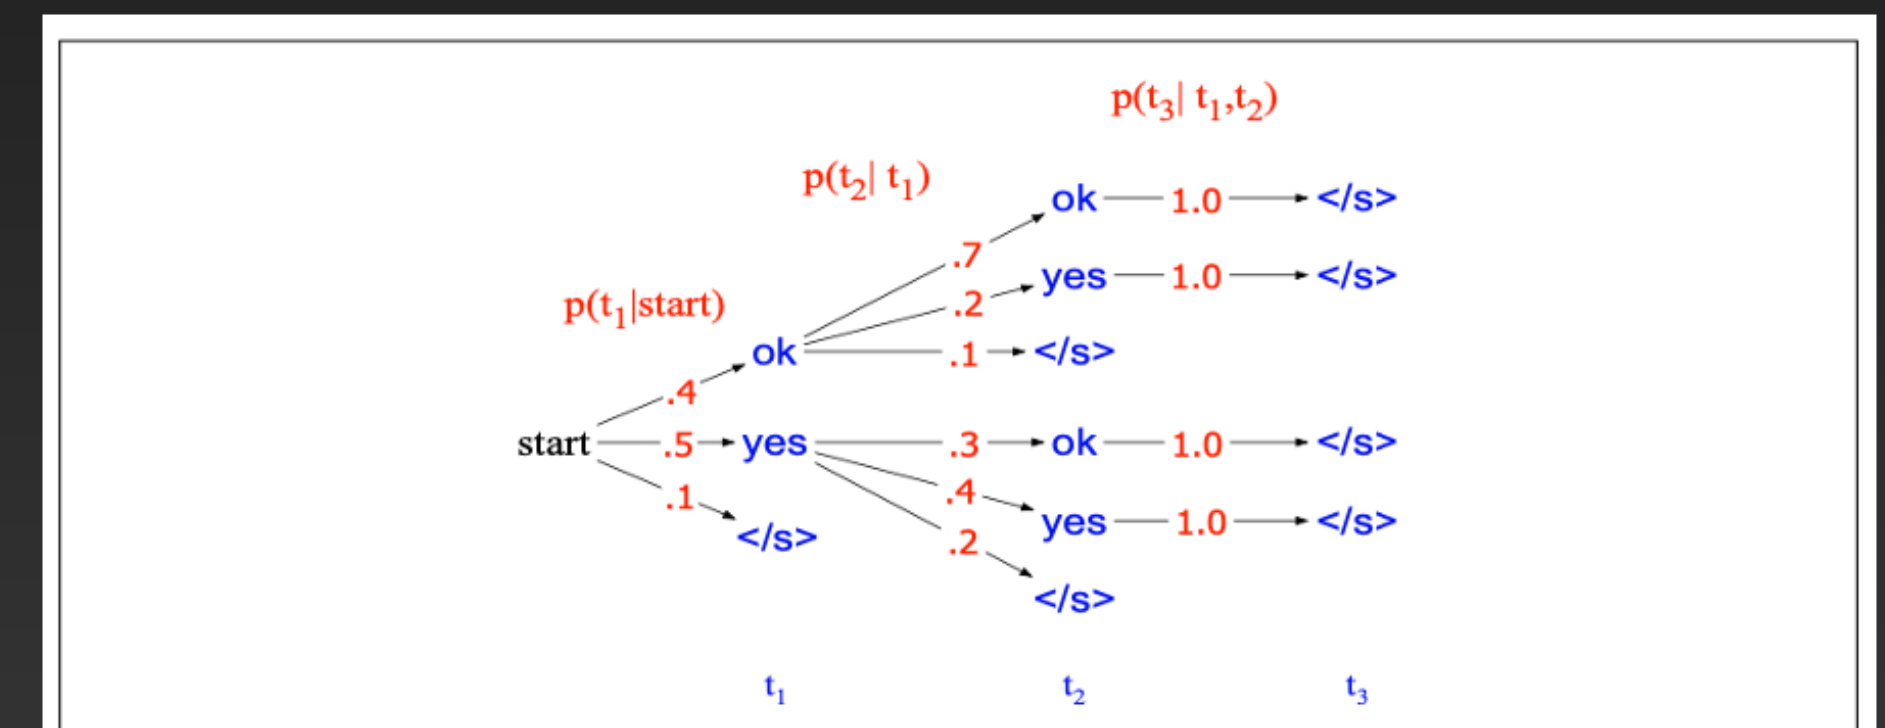 p(t₃| t₁,t₂)
p(t₂| t₁)
ok 1.0 </s>
.7
yes 1.0 </s>
.2
p(t₁|start)
ok .1 </s>
.4
start .5 yes .3 ok 1.0 </s>
.4
.1
yes 1.0 </s>
</s>
.2
</s>
t₁ t₂ t₃